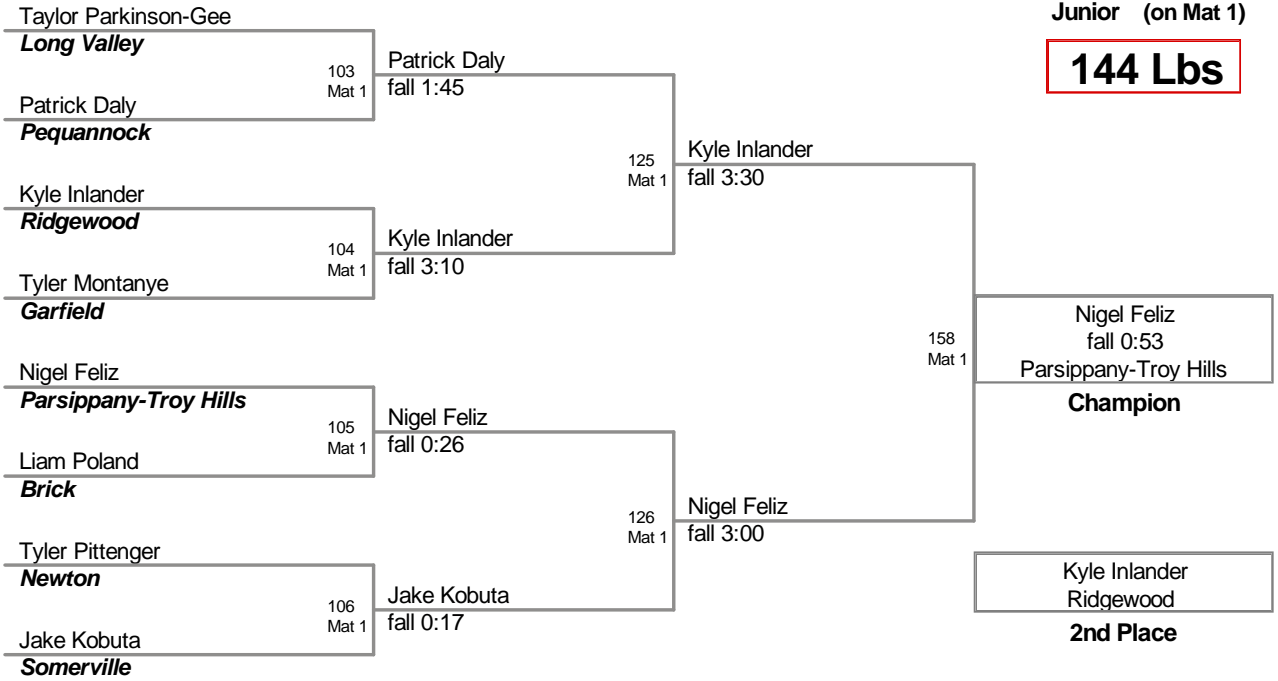 Junior (on Mat 1)
144 Lbs
Taylor Parkinson-Gee
Long Valley
103
Mat 1
Patrick Daly
fall 1:45
Patrick Daly
Pequannock
125
Mat 1
Kyle Inlander
fall 3:30
Kyle Inlander
Ridgewood
104
Mat 1
Kyle Inlander
fall 3:10
Tyler Montanye
Garfield
158
Mat 1
Nigel Feliz
fall 0:53
Parsippany-Troy Hills
Champion
Nigel Feliz
Parsippany-Troy Hills
105
Mat 1
Nigel Feliz
fall 0:26
Liam Poland
Brick
126
Mat 1
Nigel Feliz
fall 3:00
Tyler Pittenger
Newton
106
Mat 1
Jake Kobuta
fall 0:17
Jake Kobuta
Somerville
Kyle Inlander
Ridgewood
2nd Place